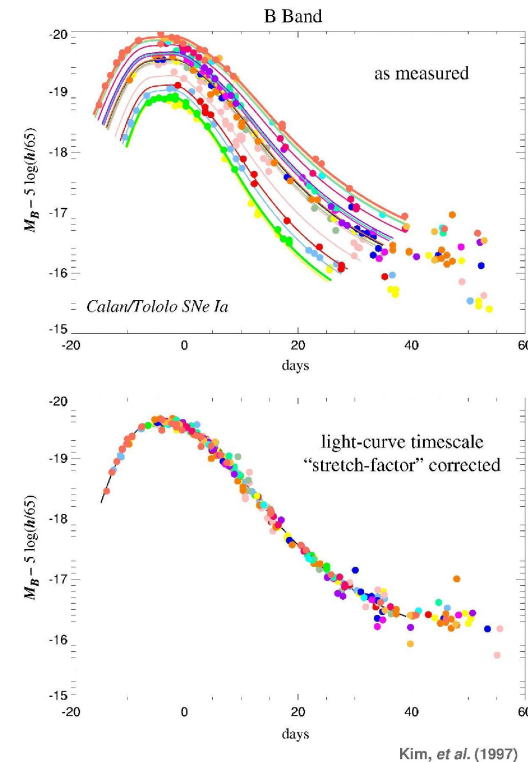 B Band
-20
as measured
-19
-18
M_B – 5 log(h/65)
-17
-16
Calan/Tololo SNe Ia
-15
-20 0 20 40 60
days
-20
light-curve timescale
“stretch-factor” corrected
-19
-18
M_B – 5 log(h/65)
-17
-16
-15
-20 0 20 40 60
days
Kim, et al. (1997)